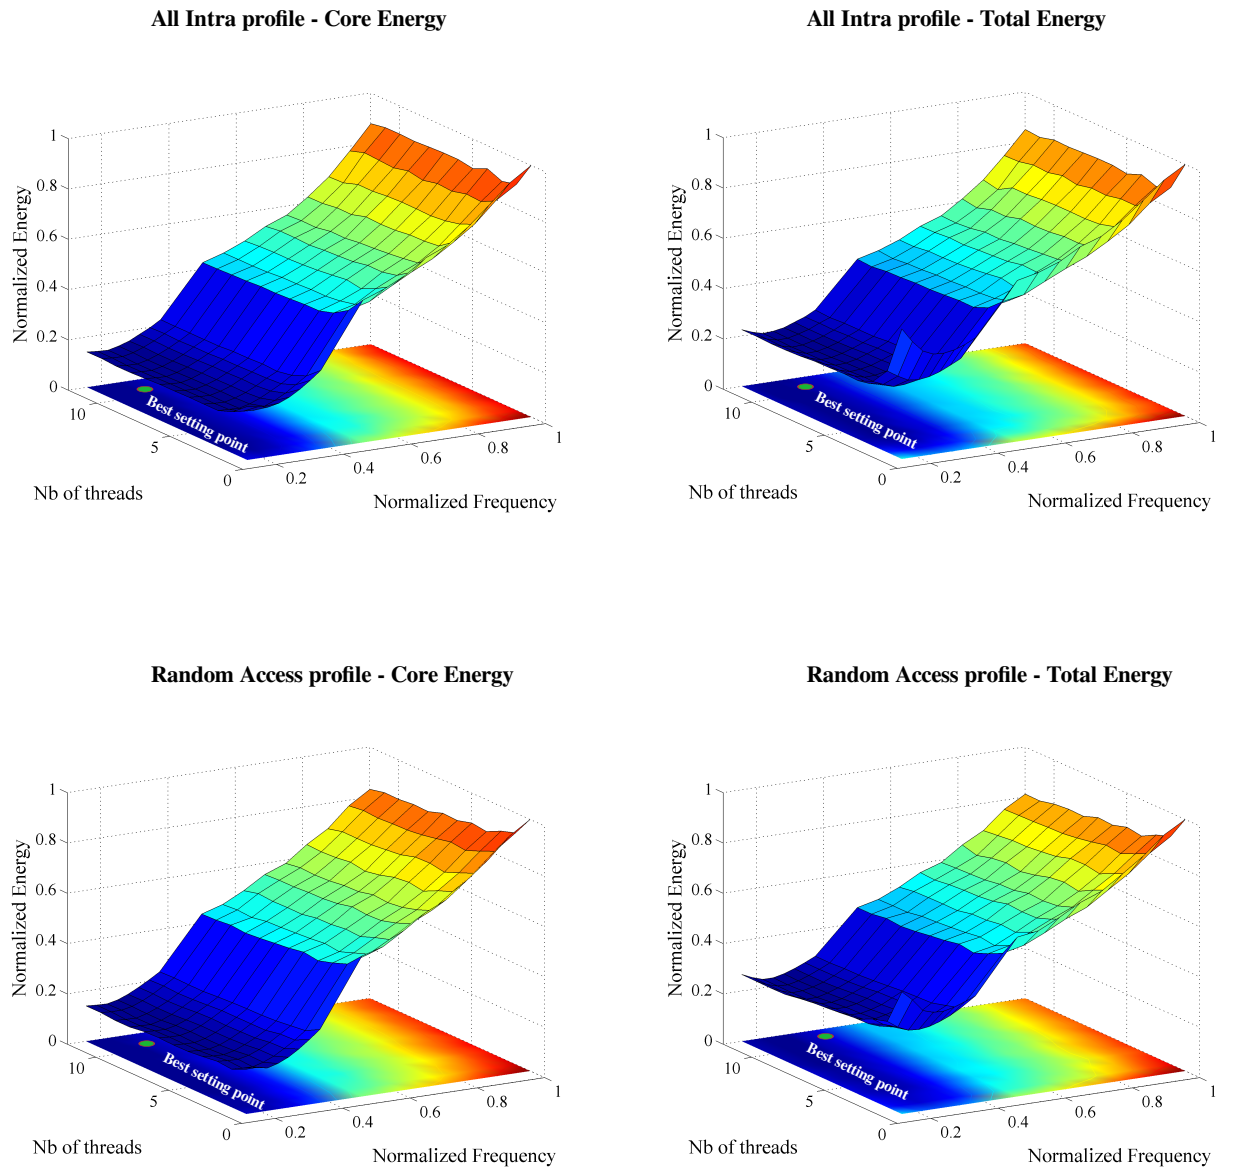 All Intra profile - Core Energy
All Intra profile - Total Energy
1
0.8
0.6
0.4
0.2
0
Normalized Energy
10
5
0
Nb of threads
0.2
0.4
0.6
0.8
1
Normalized Frequency
Best setting point
1
0.8
0.6
0.4
0.2
0
Normalized Energy
10
5
0
Nb of threads
0.2
0.4
0.6
0.8
1
Normalized Frequency
Best setting point
Random Access profile - Core Energy
Random Access profile - Total Energy
1
0.8
0.6
0.4
0.2
0
Normalized Energy
10
5
0
Nb of threads
0.2
0.4
0.6
0.8
1
Normalized Frequency
Best setting point
1
0.8
0.6
0.4
0.2
0
Normalized Energy
10
5
0
Nb of threads
0.2
0.4
0.6
0.8
1
Normalized Frequency
Best setting point